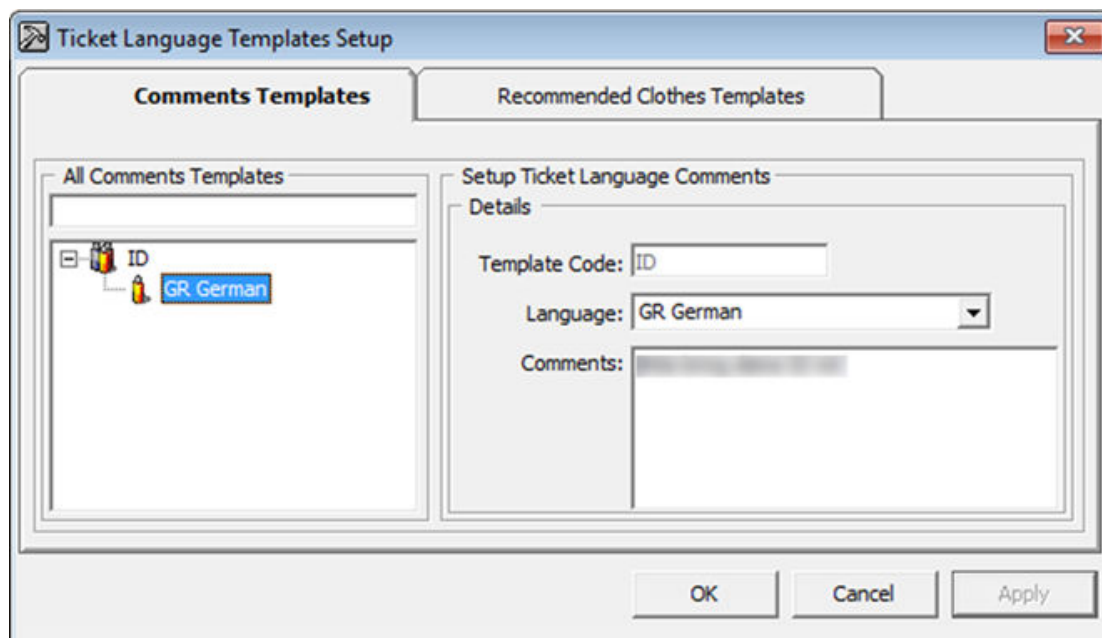 Ticket Language Templates Setup
Comments Templates
Recommended Clothes Templates
All Comments Templates
ID
GR German
Setup Ticket Language Comments
Details
Template Code: ID
Language: GR German
Comments:
OK Cancel Apply